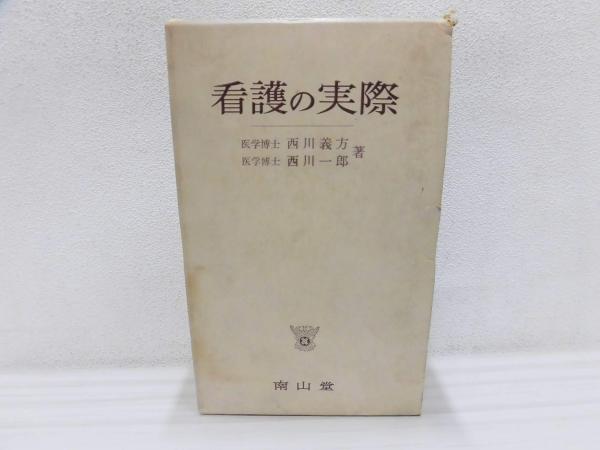 看護の実際
医学博士 西川義方
医学博士 西川一郎
著
南山堂